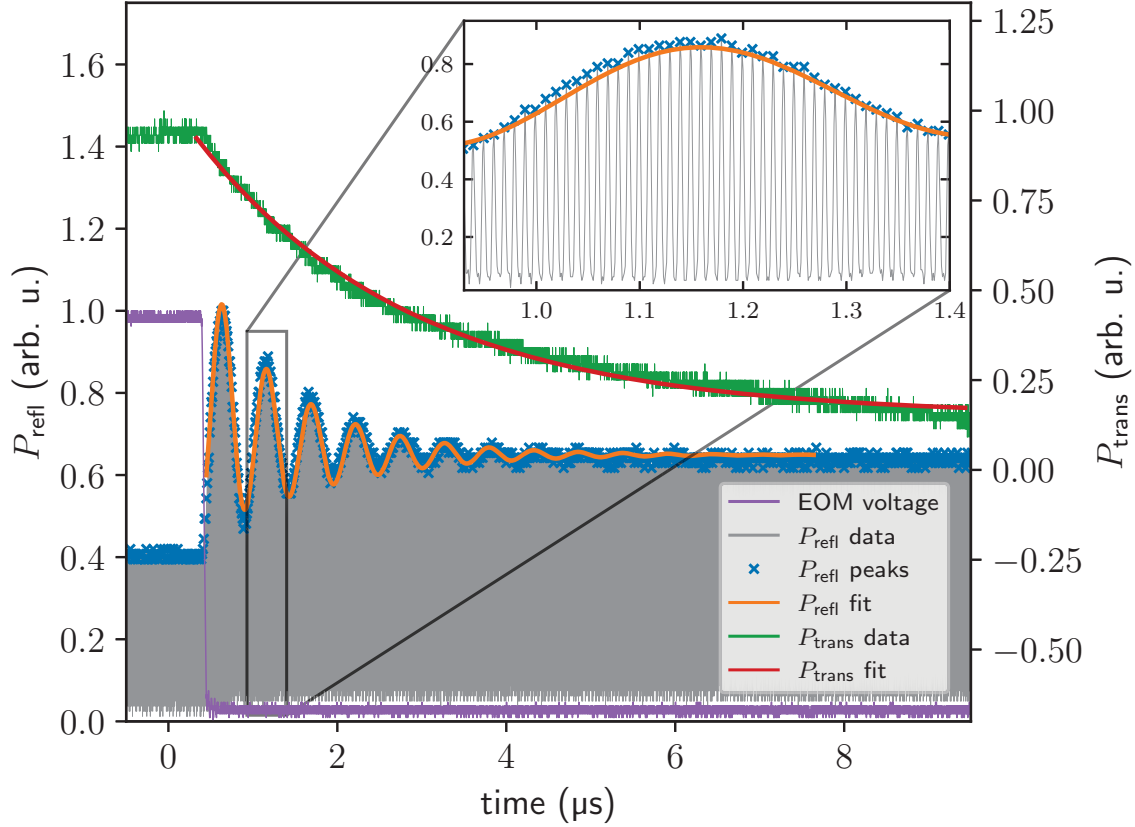 P_refl (arb. u.)
1.6
1.4
1.2
1.0
0.8
0.6
0.4
0.2
0.0
1.25
1.00
0.75
0.50
0.25
0.00
−0.25
−0.50
P_trans (arb. u.)
0.8
0.6
0.4
0.2
1.0 1.1 1.2 1.3 1.4
EOM voltage
P_refl data
P_refl peaks
P_refl fit
P_trans data
P_trans fit
0 2 4 6 8
time (µs)